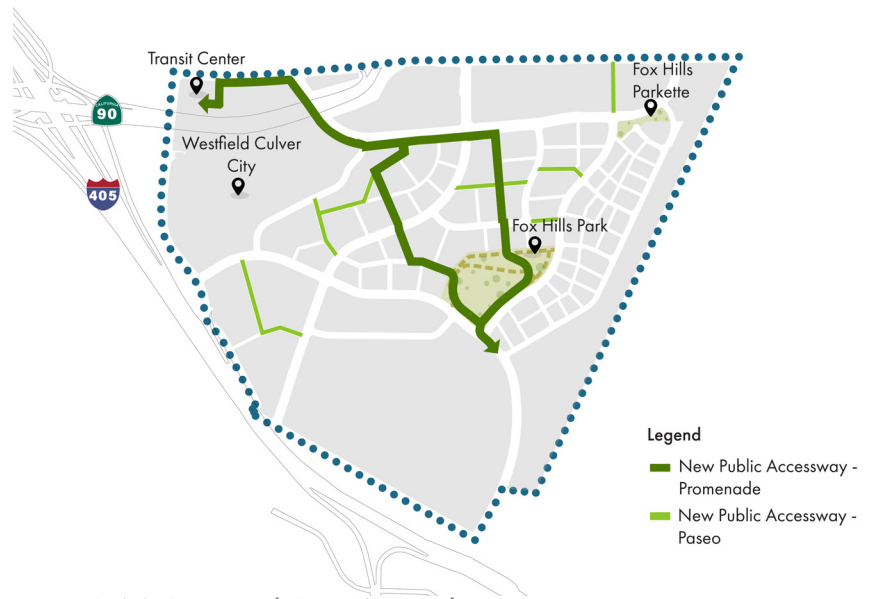 Transit Center
Fox Hills
Parkette
CALIFORNIA
90
Westfield Culver
City
405
Fox Hills Park
Legend
New Public Accessway -
Promenade
New Public Accessway -
Paseo